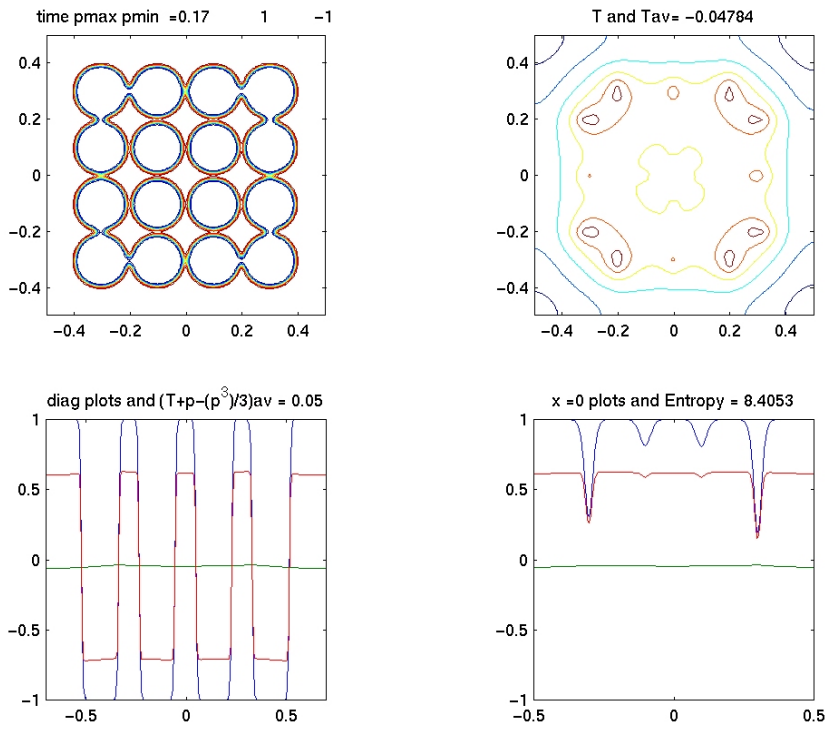 time pmax pmin =0.17 1 −1
T and Tav= −0.04784
0.4
0.2
0
−0.2
−0.4
−0.4 −0.2 0 0.2 0.4
0.4
0.2
0
−0.2
−0.4
−0.4 −0.2 0 0.2 0.4
diag plots and (T+p−(p³)/3)av = 0.05
x =0 plots and Entropy = 8.4053
1
0.5
0
−0.5
−1
−0.5 0 0.5
1
0.5
0
−0.5
−1
−0.5 0 0.5